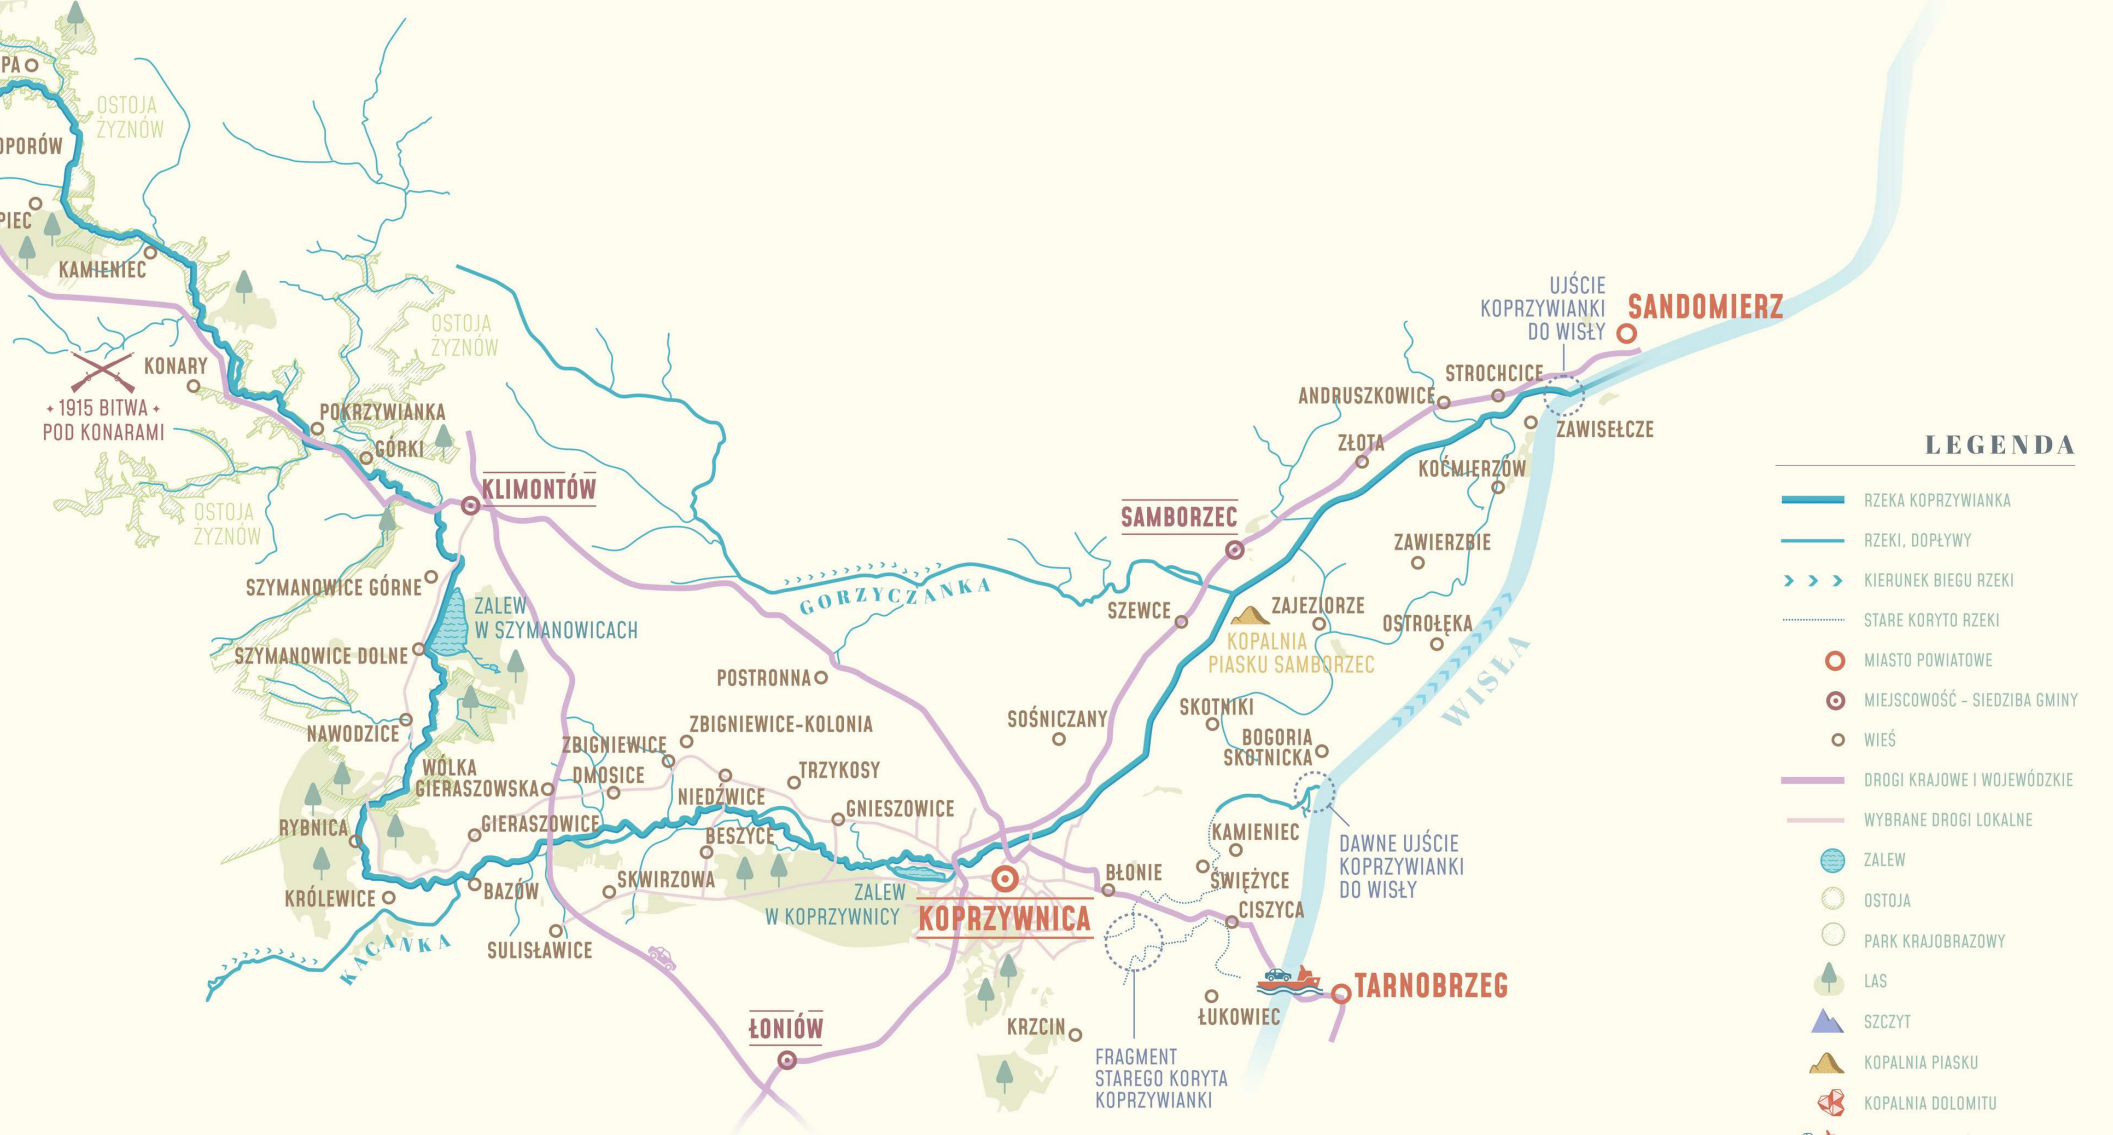 PA
OSTOJA
ŻYZNÓW
OPORÓW
PIEC
KAMIENIEC
KONARY
1915 BITWA
POD KONARAMI
POKRZYWIANKA
GÓRKI
OSTOJA
ŻYZNÓW
OSTOJA
ŻYZNÓW
KLIMONTÓW
SZYMANOWICE GÓRNE
ZALEW
W SZYMANOWICACH
SZYMANOWICE DOLNE
NAWODZICE
WÓLKA
GIERASZOWSKA
RYBNICA
KRÓLEWICE
GIERASZOWICE
BAZÓW
KACANKA
SULISŁAWICE
ZBIGNIEWICE
DMOSICE
ZBIGNIEWICE-KOLONIA
POSTRONNA
NIEDŹWICE
TRZYKOSY
BESZYCE
GNIESZOWICE
SKWIRZOWA
ZALEW
W KOPRZYWNICY
KOPRZYWNICA
ŁONIÓW
KRZCIN
GORZYCZANKA
SAMBORZEC
SZEWCE
SOŚNICZANY
KOPALNIA
PIASKU SAMBORZEC
ZAJEZIORZE
SKOTNIKI
BOGORIA
SKOTNICKA
OSTROŁĘKA
ZAWIERZBIE
KOĆMIERZÓW
ZŁOTA
ANDRUSZKOWICE
STROCHCICE
ZAWISEŁCZE
UJŚCIE
KOPRZYWIANKI
DO WISŁY
SANDOMIERZ
WISŁA
KAMIENIEC
DAWNE UJŚCIE
KOPRZYWIANKI
DO WISŁY
BŁONIE
ŚWIĘŻYCE
CISZYCA
TARNOBRZEG
ŁUKOWIEC
FRAGMENT
STAREGO KORYTA
KOPRZYWIANKI
LEGENDA
RZEKA KOPRZYWIANKA
RZEKI, DOPŁYWY
KIERUNEK BIEGU RZEKI
STARE KORYTO RZEKI
MIASTO POWIATOWE
MIEJSCOWOŚĆ - SIEDZIBA GMINY
WIEŚ
DROGI KRAJOWE I WOJEWÓDZKIE
WYBRANE DROGI LOKALNE
ZALEW
OSTOJA
PARK KRAJOBRAZOWY
LAS
SZCZYT
KOPALNIA PIASKU
KOPALNIA DOLOMITU